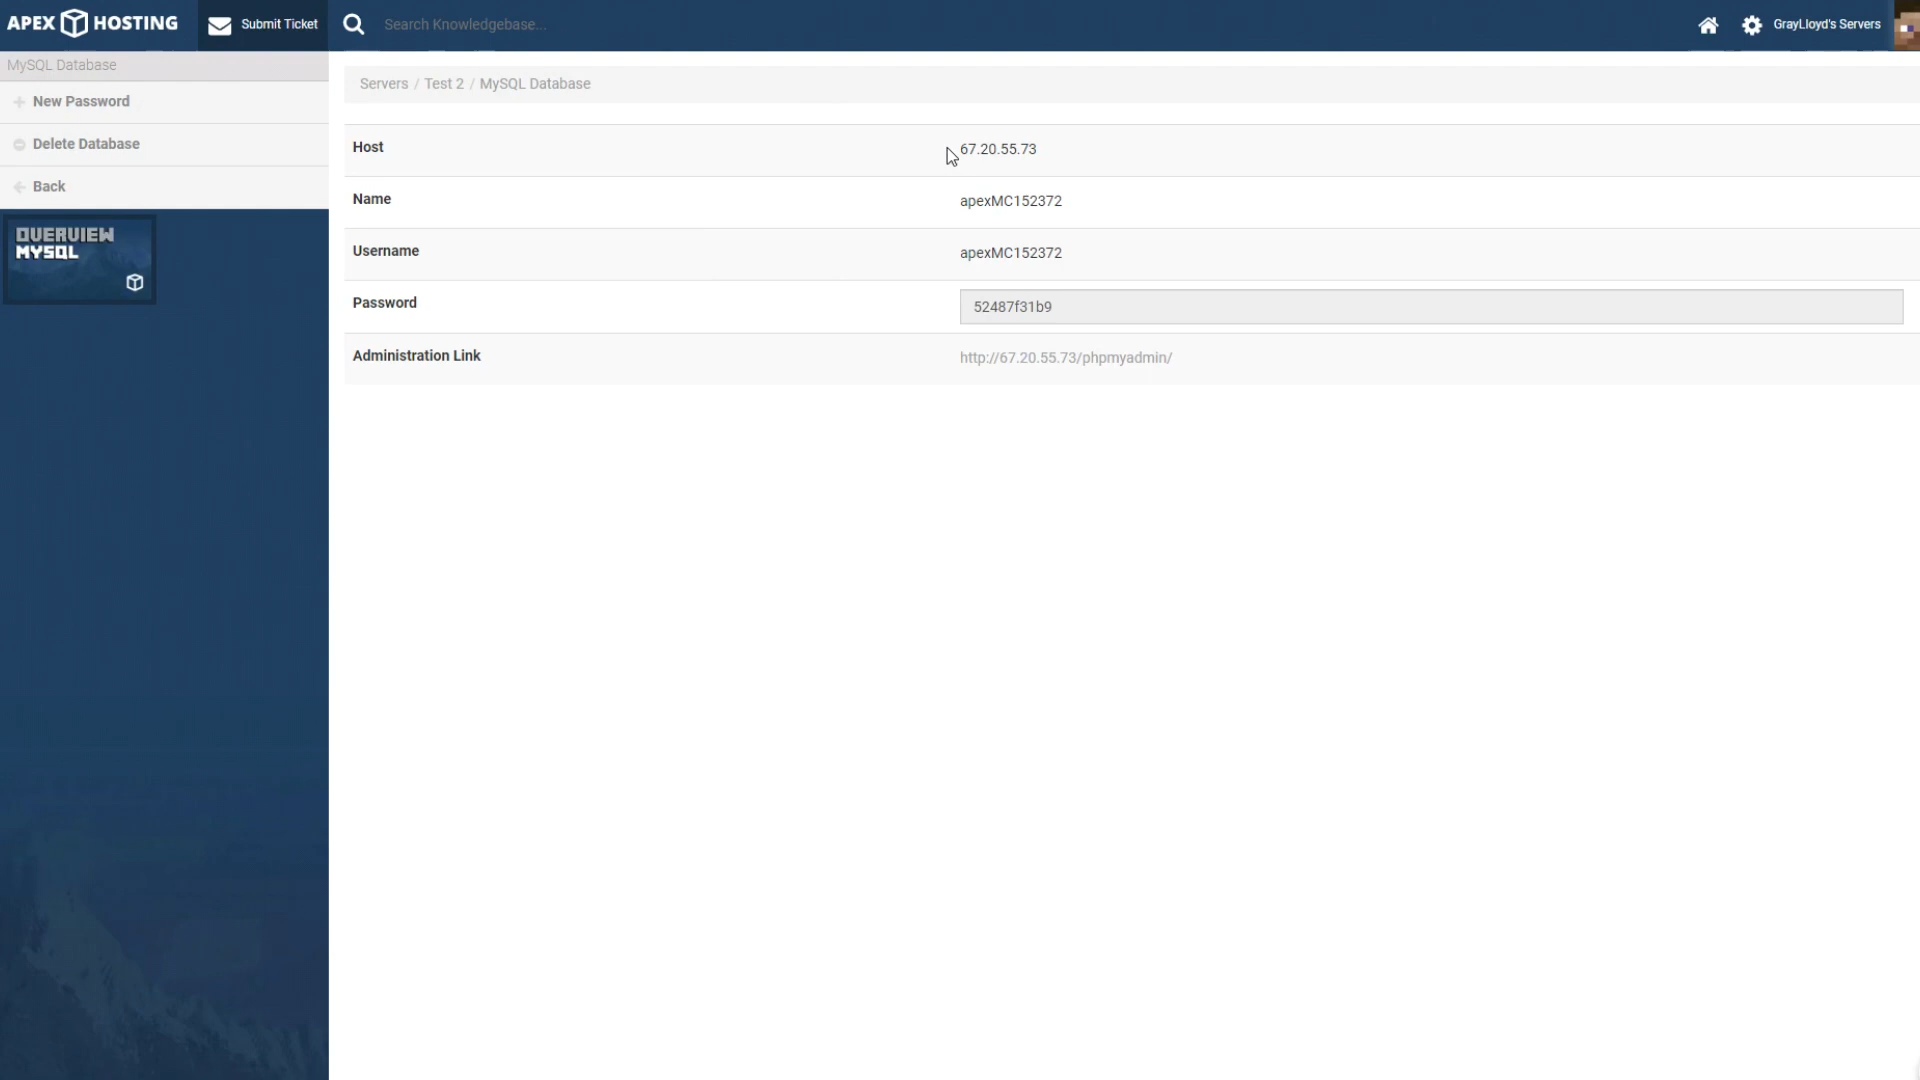 APEX HOSTING
Submit Ticket
Search Knowledgebase...
GrayLloyd's Servers
MySQL Database
New Password
Delete Database
Back
OVERVIEW
MYSQL
Servers / Test 2 / MySQL Database
Host 67.20.55.73
Name apexMC152372
Username apexMC152372
Password 52487f31b9
Administration Link http://67.20.55.73/phpmyadmin/